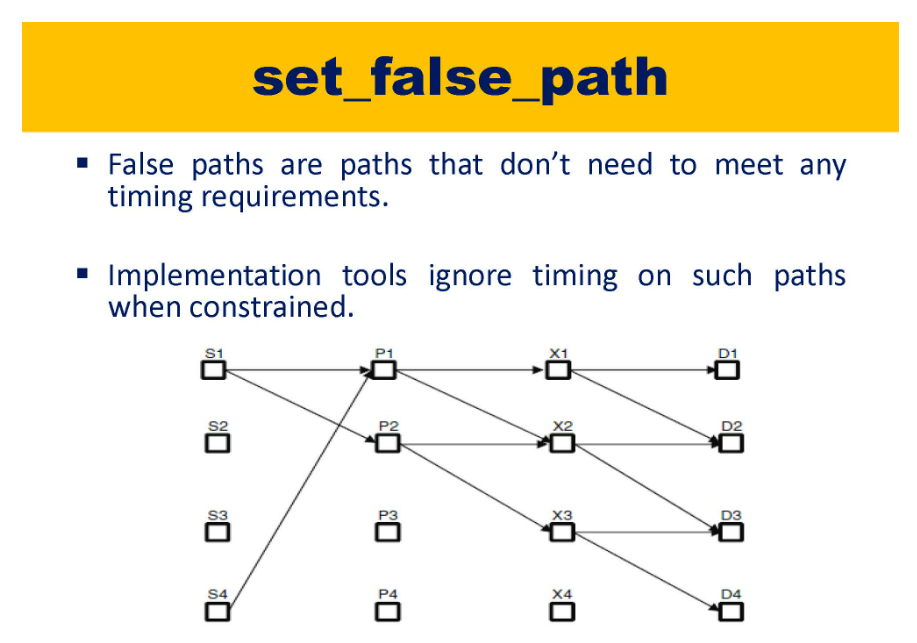 set_false_path
▪ False paths are paths that don't need to meet any
timing requirements.
▪ Implementation tools ignore timing on such paths
when constrained.
S1 P1 X1 D1
S2 P2 X2 D2
S3 P3 X3 D3
S4 P4 X4 D4